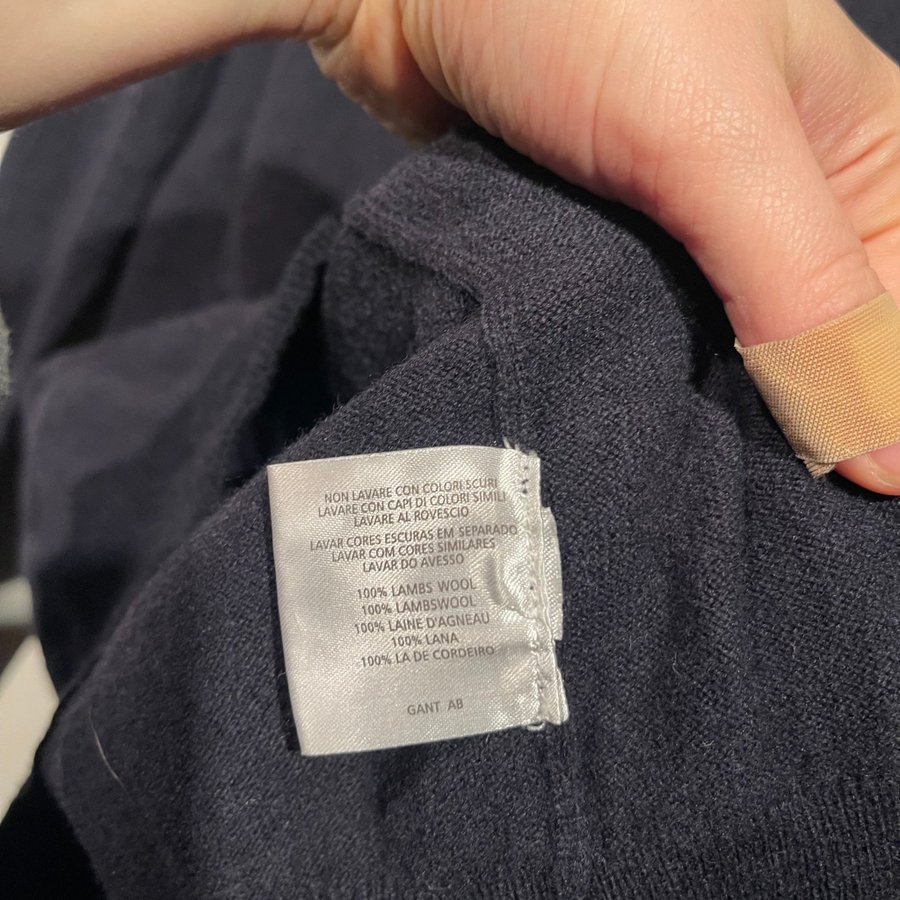 NON LAVARE CON COLORI SCURI
LAVARE CON CAPI DI COLORI SIMILI
LAVARE AL ROVESCIO
LAVAR CORES ESCURAS EM SEPARADO
LAVAR COM CORES SIMILARES
LAVAR DO AVESSO
100% LAMBS WOOL
100% LAMBSWOOL
100% LAINE D'AGNEAU
100% LANA
100% LA DE CORDEIRO
GANT AB